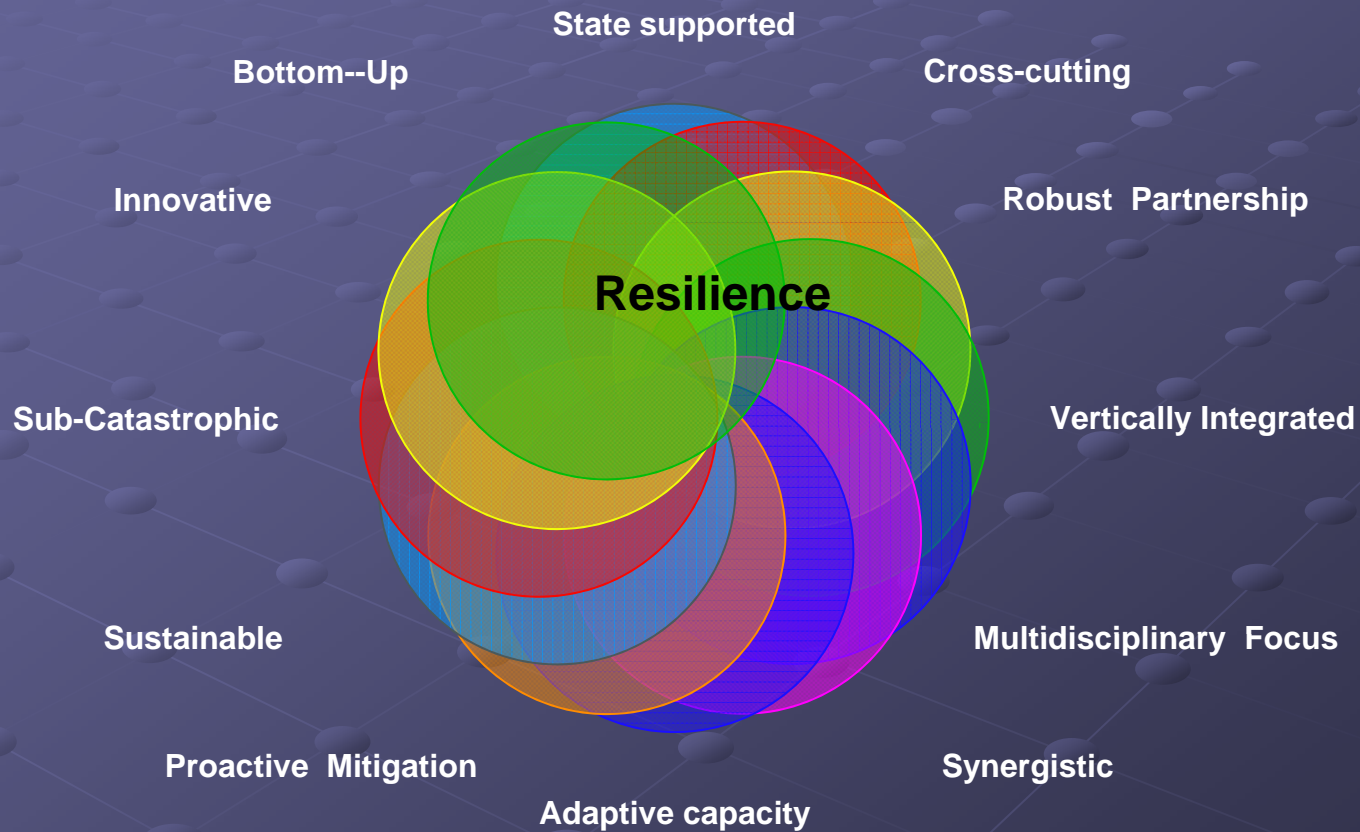 State supported
Bottom--Up
Cross-cutting
Innovative
Robust Partnership
Resilience
Sub-Catastrophic
Vertically Integrated
Sustainable
Multidisciplinary Focus
Proactive Mitigation
Synergistic
Adaptive capacity